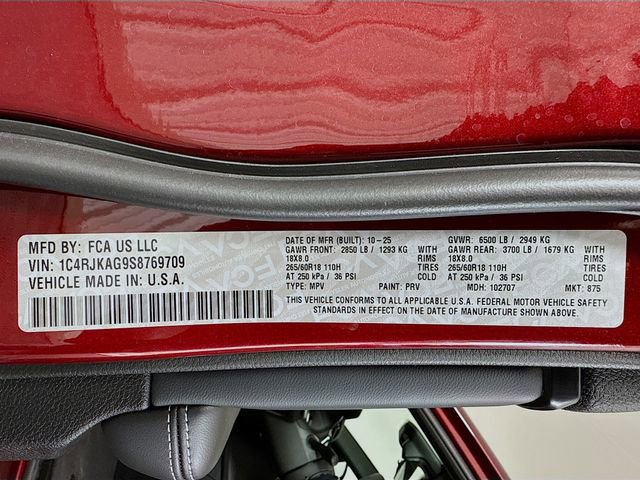 MFD BY: FCA US LLC
VIN: 1C4RJKAG9S8769709
VEHICLE MADE IN: U.S.A.
DATE OF MFR (BUILT): 10-25
GAWR FRONT: 2850 LB / 1293 KG WITH
18X8.0 RIMS
265/60R18 110H TIRES
AT 250 kPa / 36 PSI COLD
TYPE: MPV PAINT: PRV
GVWR: 6500 LB / 2949 KG
GAWR REAR: 3700 LB / 1679 KG WITH
18X8.0 RIMS
265/60R18 110H TIRES
AT 250 kPa / 36 PSI COLD
MDH: 102707 MKT: 875
THIS VEHICLE CONFORMS TO ALL APPLICABLE U.S.A. FEDERAL MOTOR VEHICLE SAFETY
STANDARDS IN EFFECT ON THE DATE OF MANUFACTURE SHOWN ABOVE.